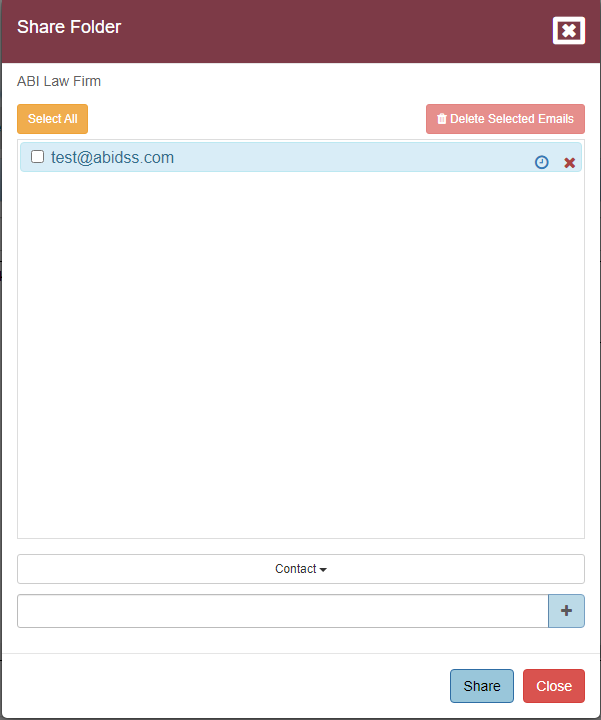 Share Folder
ABI Law Firm
Select All
Delete Selected Emails
test@abidss.com
Contact
Share
Close